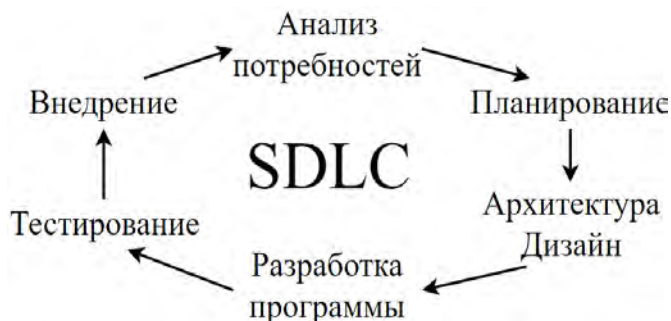 Анализ
потребностей
Внедрение
Планирование
SDLC
Тестирование
Архитектура
Дизайн
Разработка
программы